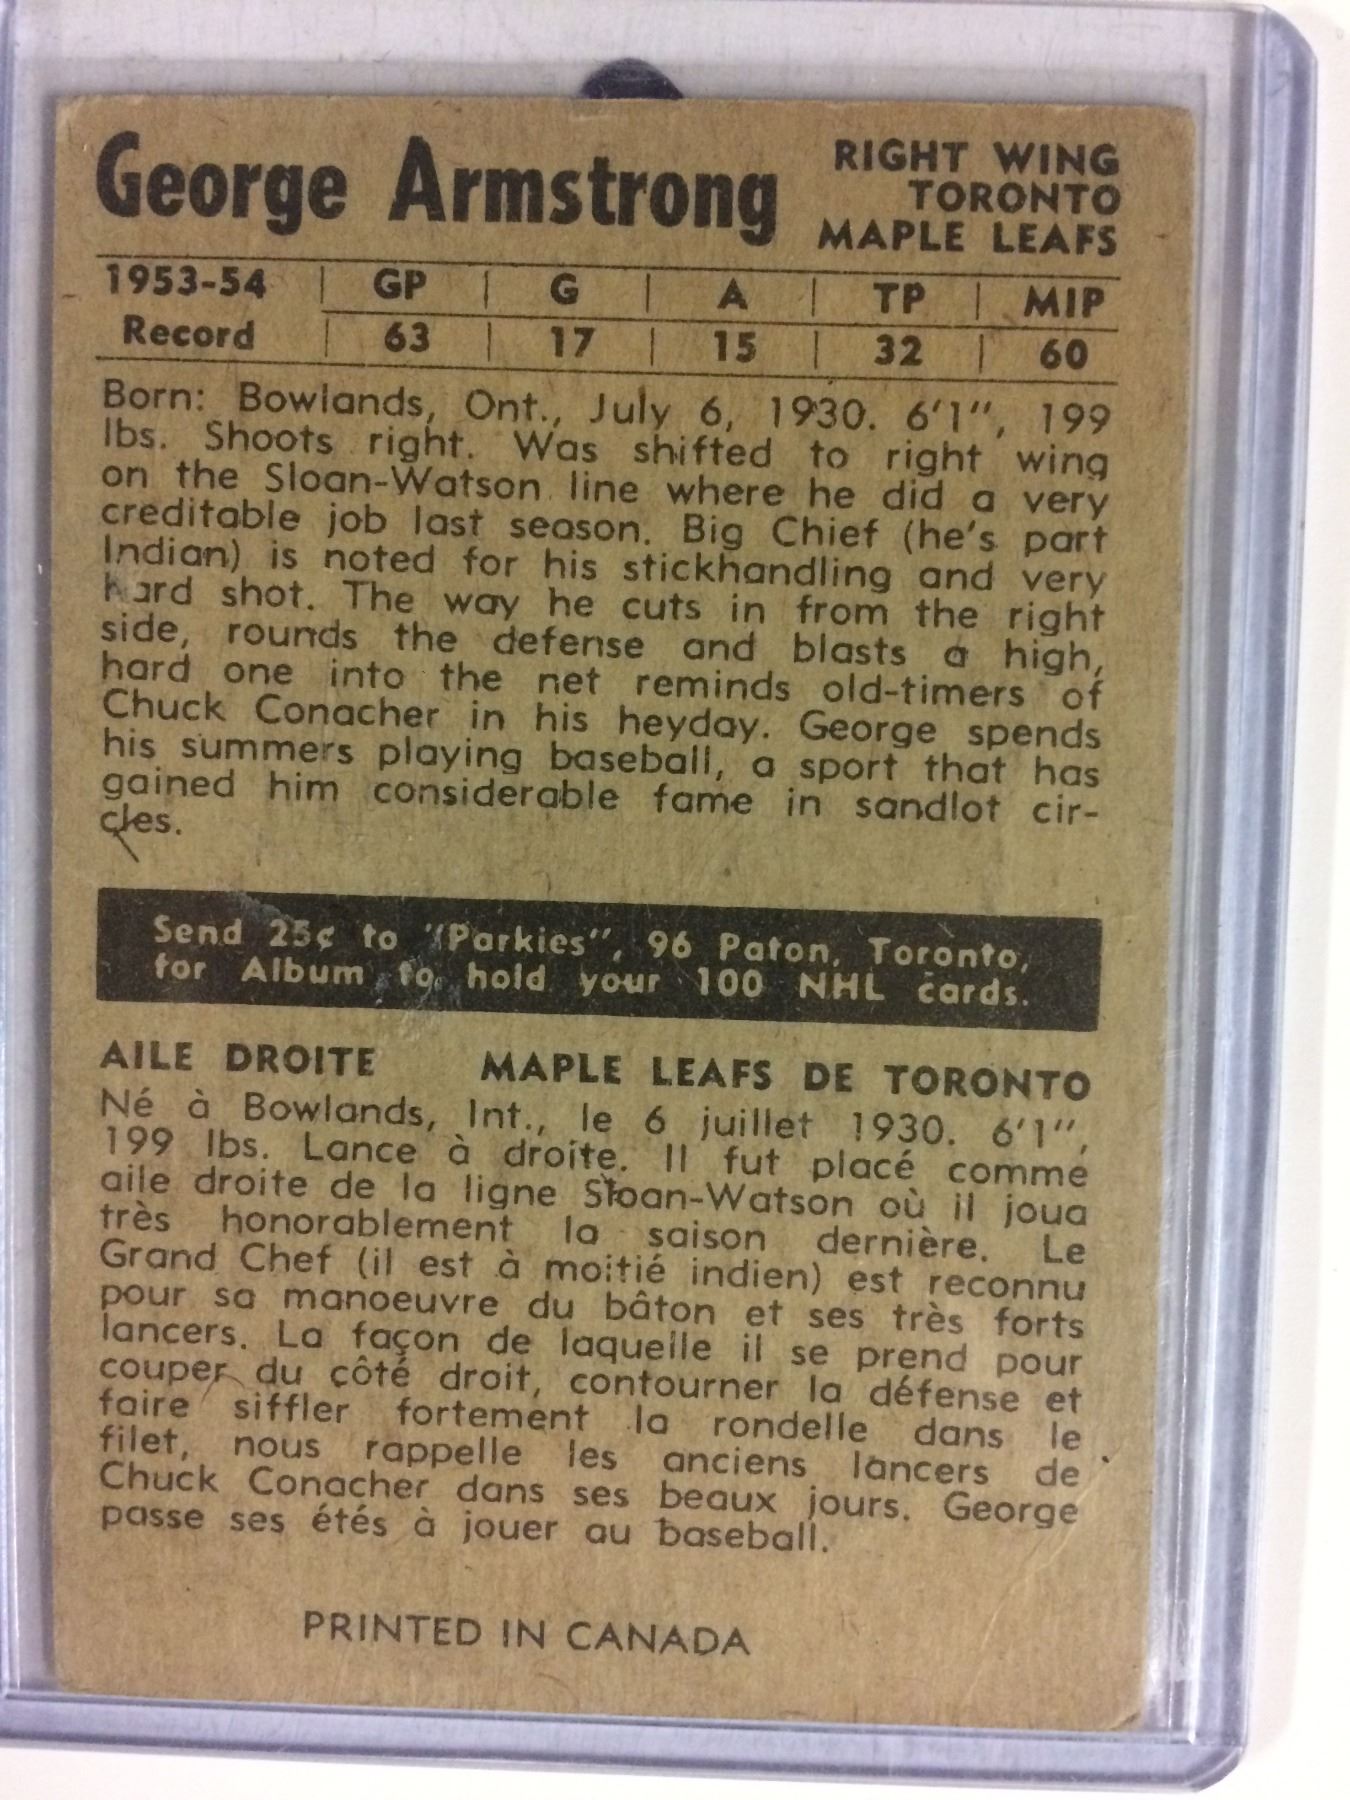 George Armstrong
RIGHT WING
TORONTO
MAPLE LEAFS
1953-54 | GP | G | A | TP | MIP
Record | 63 | 17 | 15 | 32 | 60
Born: Bowlands, Ont., July 6, 1930. 6'1", 199
lbs. Shoots right. Was shifted to right wing
on the Sloan-Watson line where he did a very
creditable job last season. Big Chief (he's part
Indian) is noted for his stickhandling and very
hard shot. The way he cuts in from the right
side, rounds the defense and blasts a high,
hard one into the net reminds old-timers of
Chuck Conacher in his heyday. George spends
his summers playing baseball, a sport that has
gained him considerable fame in sandlot cir-
cles.
Send 25¢ to "Parkies", 96 Paton, Toronto,
for Album to hold your 100 NHL cards.
AILE DROITE MAPLE LEAFS DE TORONTO
Né à Bowlands, Int., le 6 juillet 1930. 6'1",
199 lbs. Lance à droite. Il fut placé comme
aile droite de la ligne Sloan-Watson où il joua
très honorablement la saison dernière. Le
Grand Chef (il est à moitié indien) est reconnu
pour sa manoeuvre du bâton et ses très forts
lancers. La façon de laquelle il se prend pour
couper du côté droit, contourner la défense et
faire siffler fortement la rondelle dans le
filet, nous rappelle les anciens lancers de
Chuck Conacher dans ses beaux jours. George
passe ses étés à jouer au baseball.
PRINTED IN CANADA